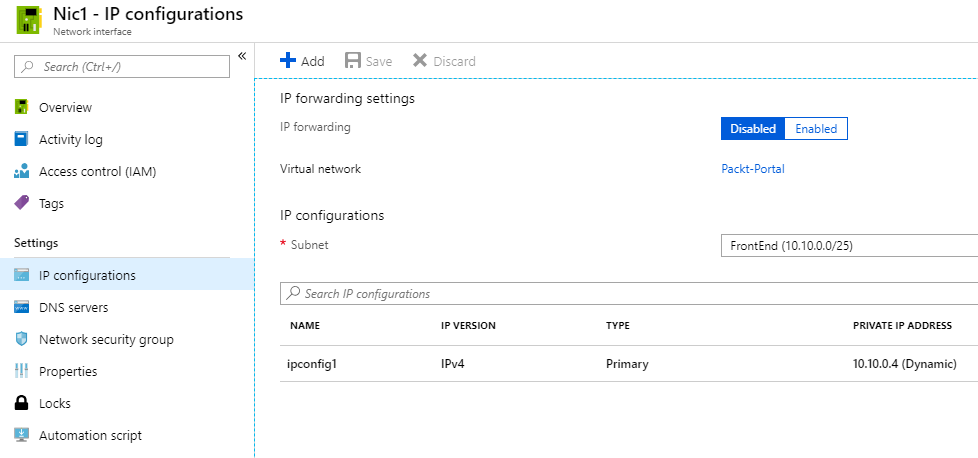 Nic1 - IP configurations
Network interface
«
Search (Ctrl+/)
Overview
Activity log
Access control (IAM)
Tags
Settings
IP configurations
DNS servers
Network security group
Properties
Locks
Automation script
Add Save Discard
IP forwarding settings
IP forwarding Disabled Enabled
Virtual network Packt-Portal
IP configurations
* Subnet FrontEnd (10.10.0.0/25)
Search IP configurations
NAME IP VERSION TYPE PRIVATE IP ADDRESS
ipconfig1 IPv4 Primary 10.10.0.4 (Dynamic)